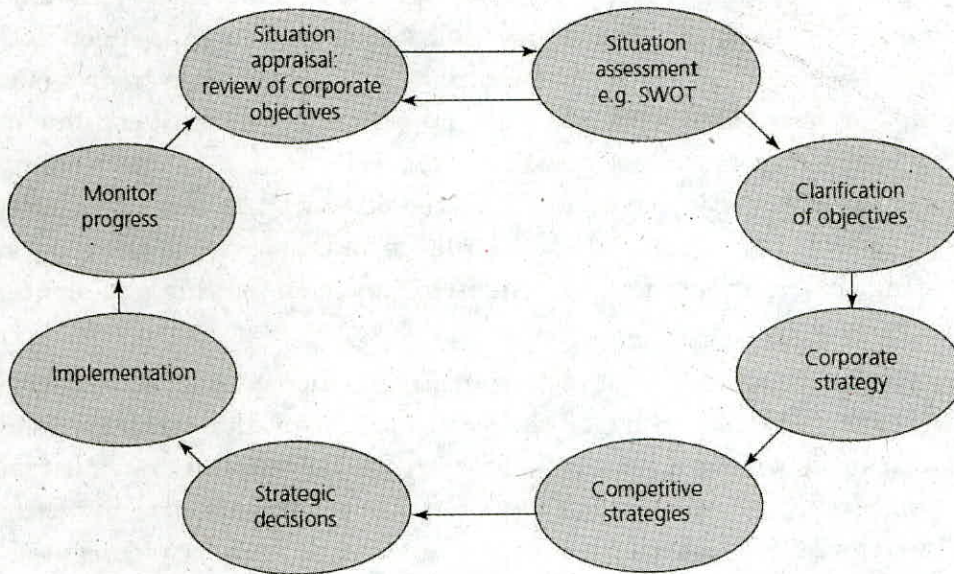 Situation
appraisal:
review of corporate
objectives
Situation
assessment
e.g. SWOT
Clarification
of objectives
Corporate
strategy
Competitive
strategies
Strategic
decisions
Implementation
Monitor
progress